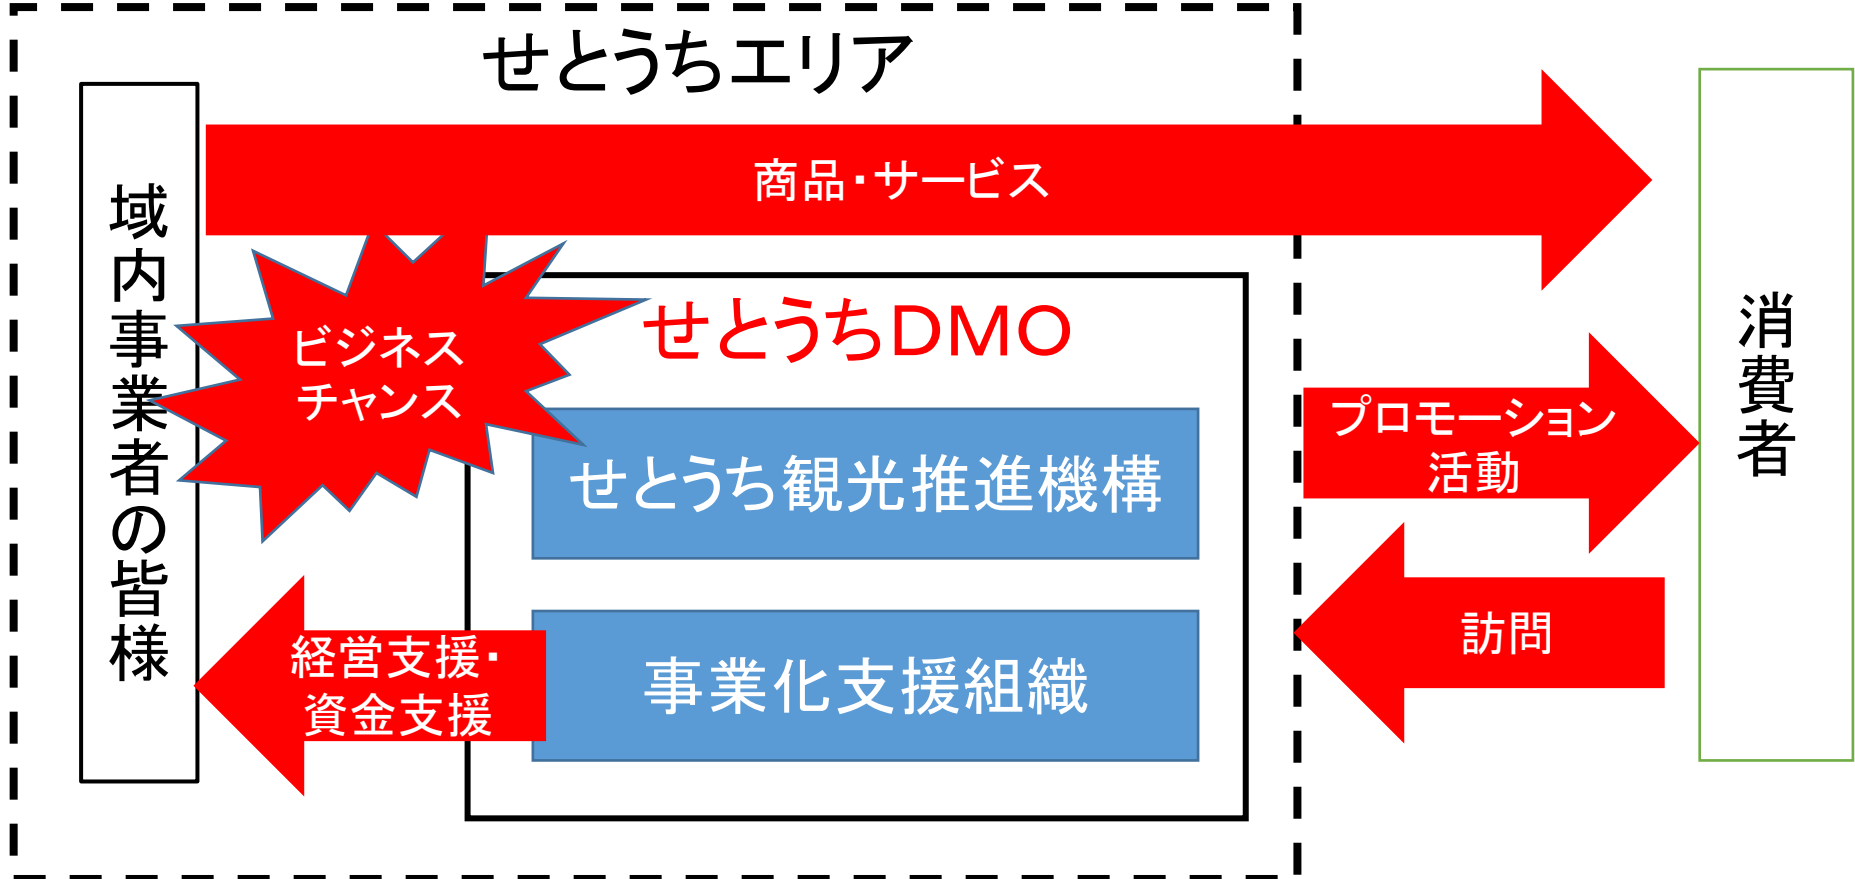 せとうちエリア
商品・サービス
域内事業者の皆様
ビジネス
チャンス
せとうちDMO
せとうち観光推進機構
事業化支援組織
経営支援・
資金支援
プロモーション
活動
訪問
消費者